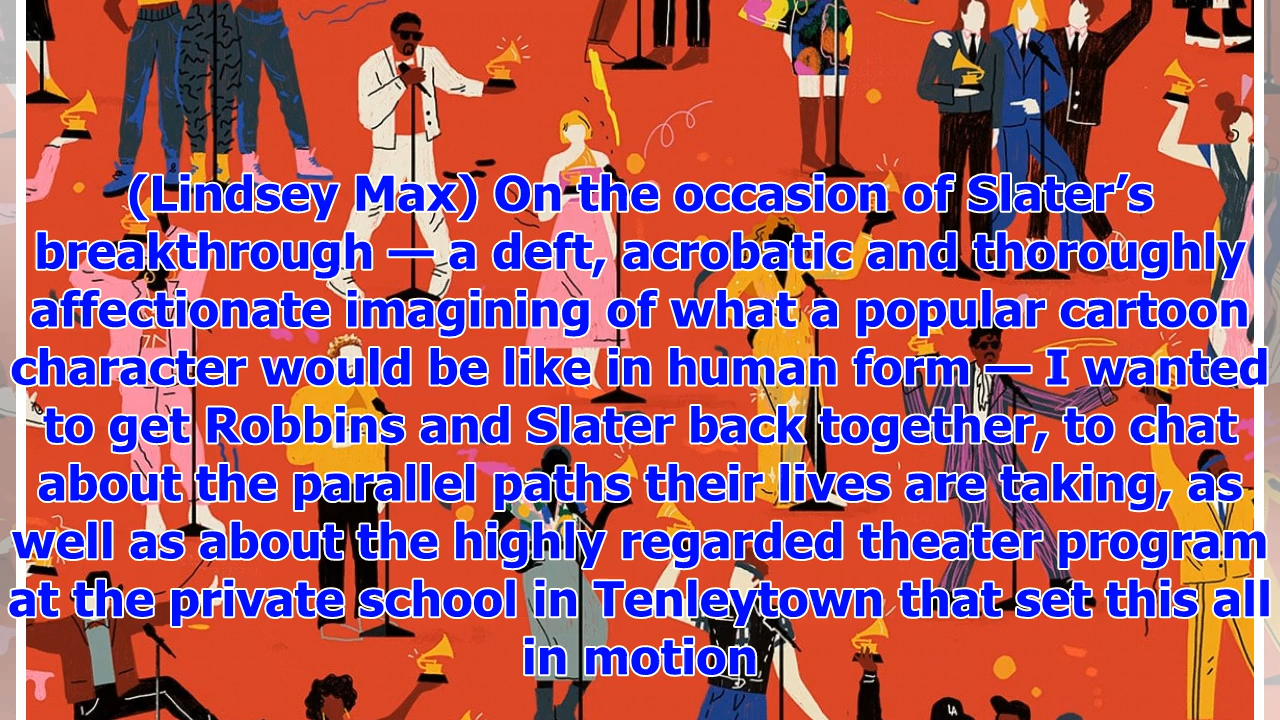 (Lindsey Max) On the occasion of Slater’s
breakthrough — a deft, acrobatic and thoroughly
affectionate imagining of what a popular cartoon
character would be like in human form — I wanted
to get Robbins and Slater back together, to chat
about the parallel paths their lives are taking, as
well as about the highly regarded theater program
at the private school in Tenleytown that set this all
in motion
LA